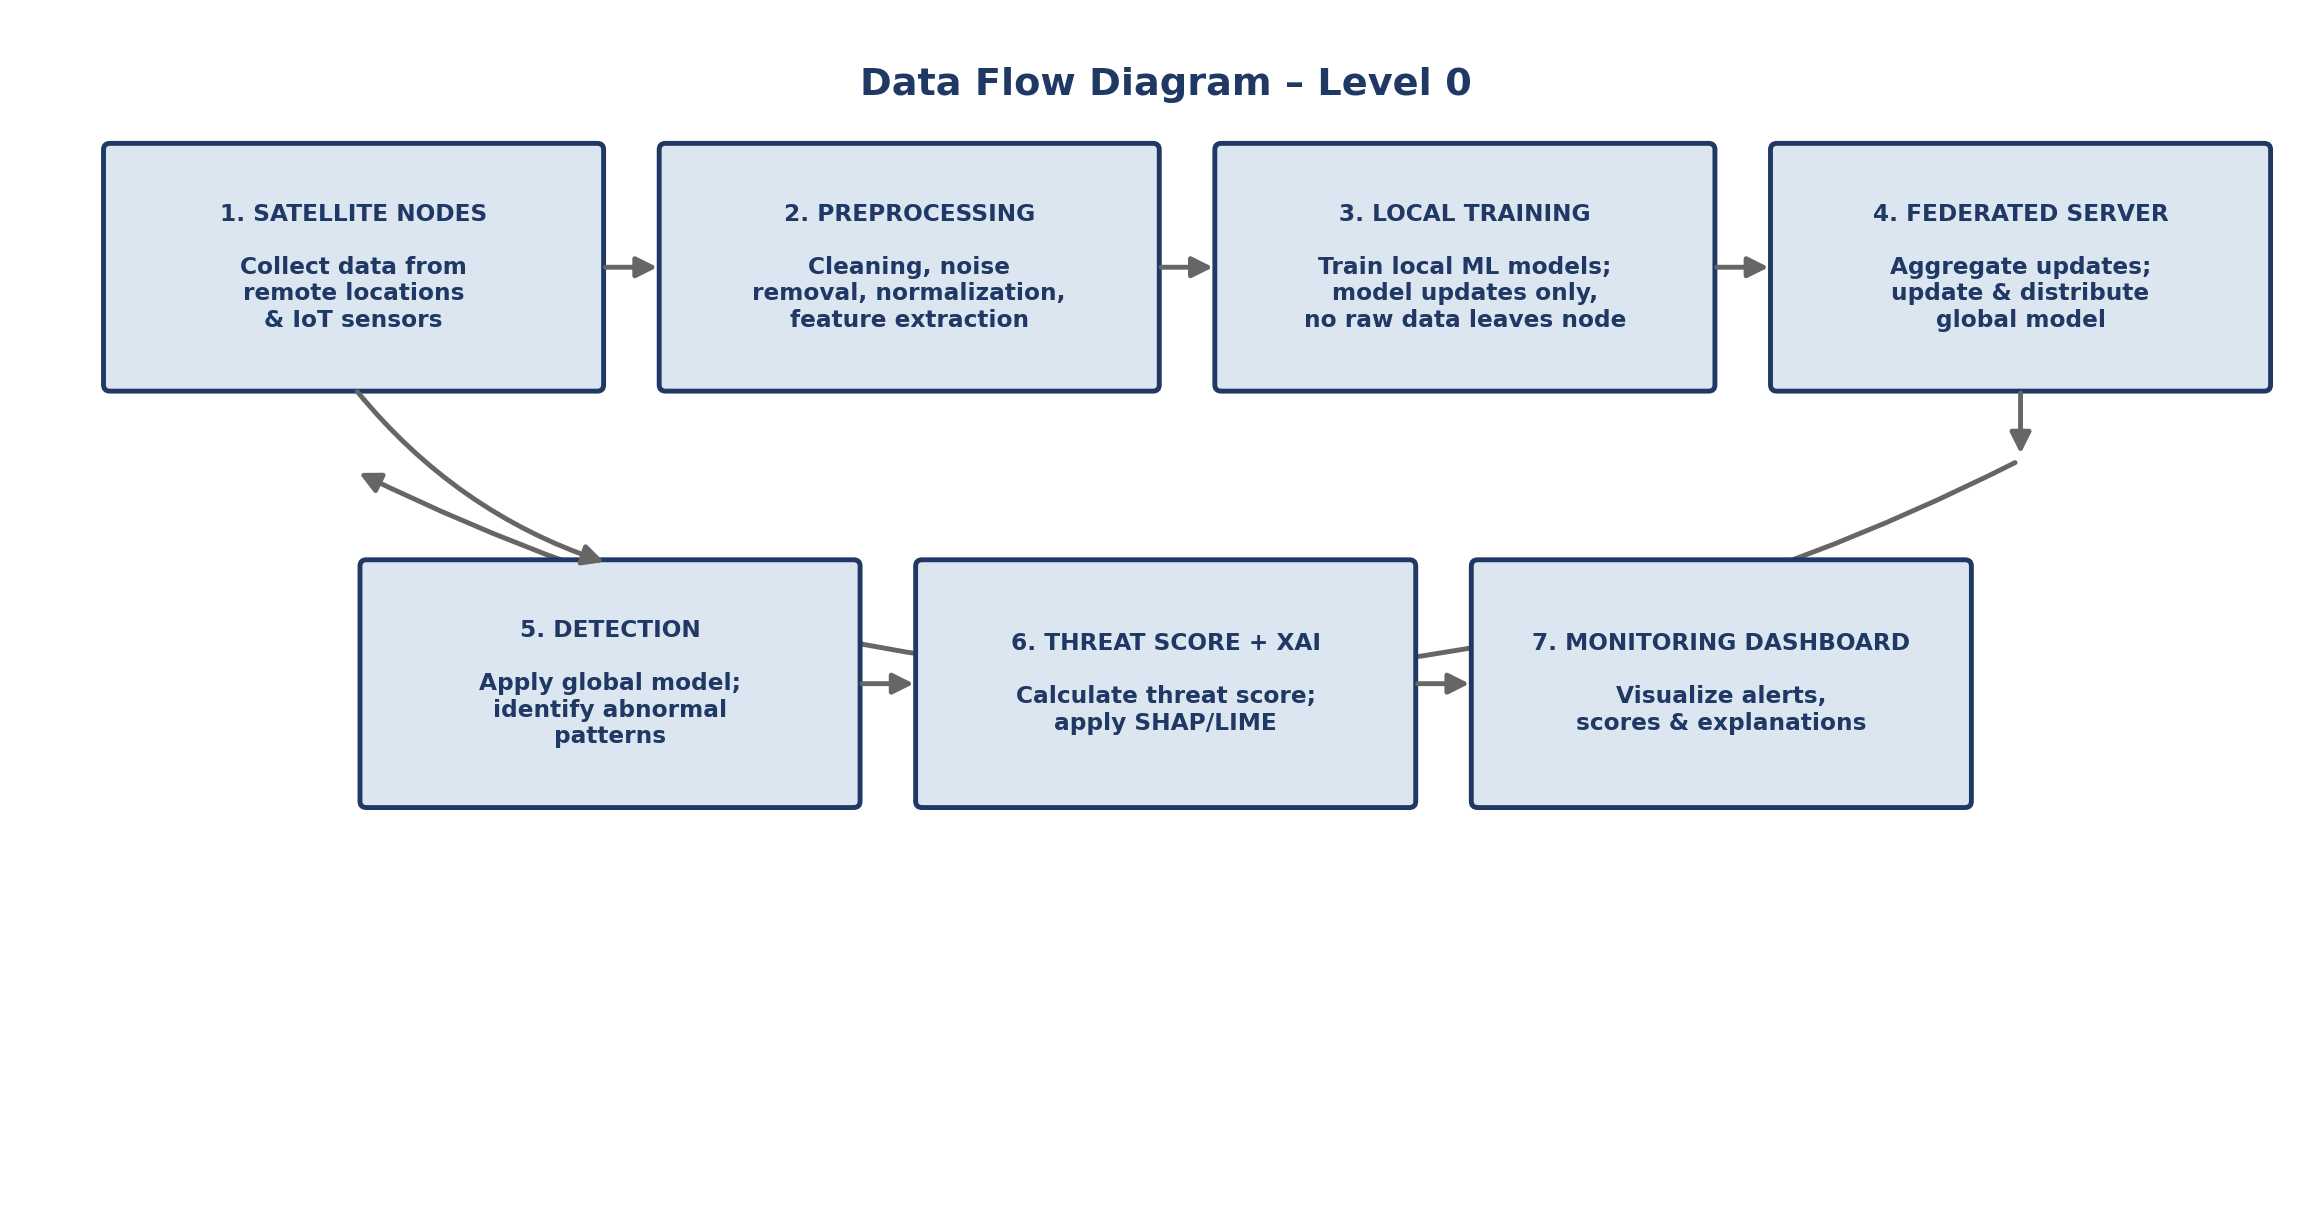 Data Flow Diagram – Level 0
1. SATELLITE NODES
Collect data from
remote locations
& IoT sensors
2. PREPROCESSING
Cleaning, noise
removal, normalization,
feature extraction
3. LOCAL TRAINING
Train local ML models;
model updates only,
no raw data leaves node
4. FEDERATED SERVER
Aggregate updates;
update & distribute
global model
5. DETECTION
Apply global model;
identify abnormal
patterns
6. THREAT SCORE + XAI
Calculate threat score;
apply SHAP/LIME
7. MONITORING DASHBOARD
Visualize alerts,
scores & explanations